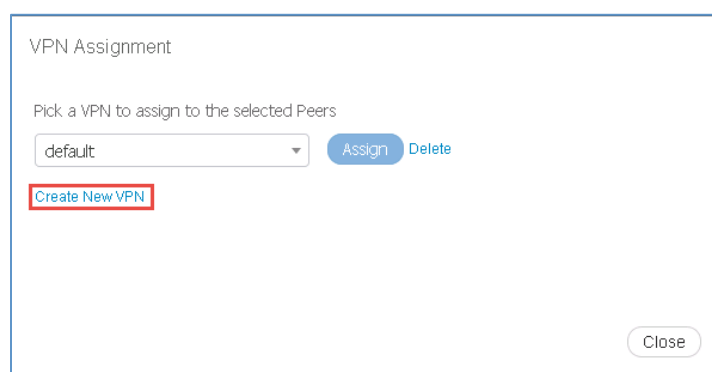 VPN Assignment
Pick a VPN to assign to the selected Peers
default Assign Delete
Create New VPN
Close